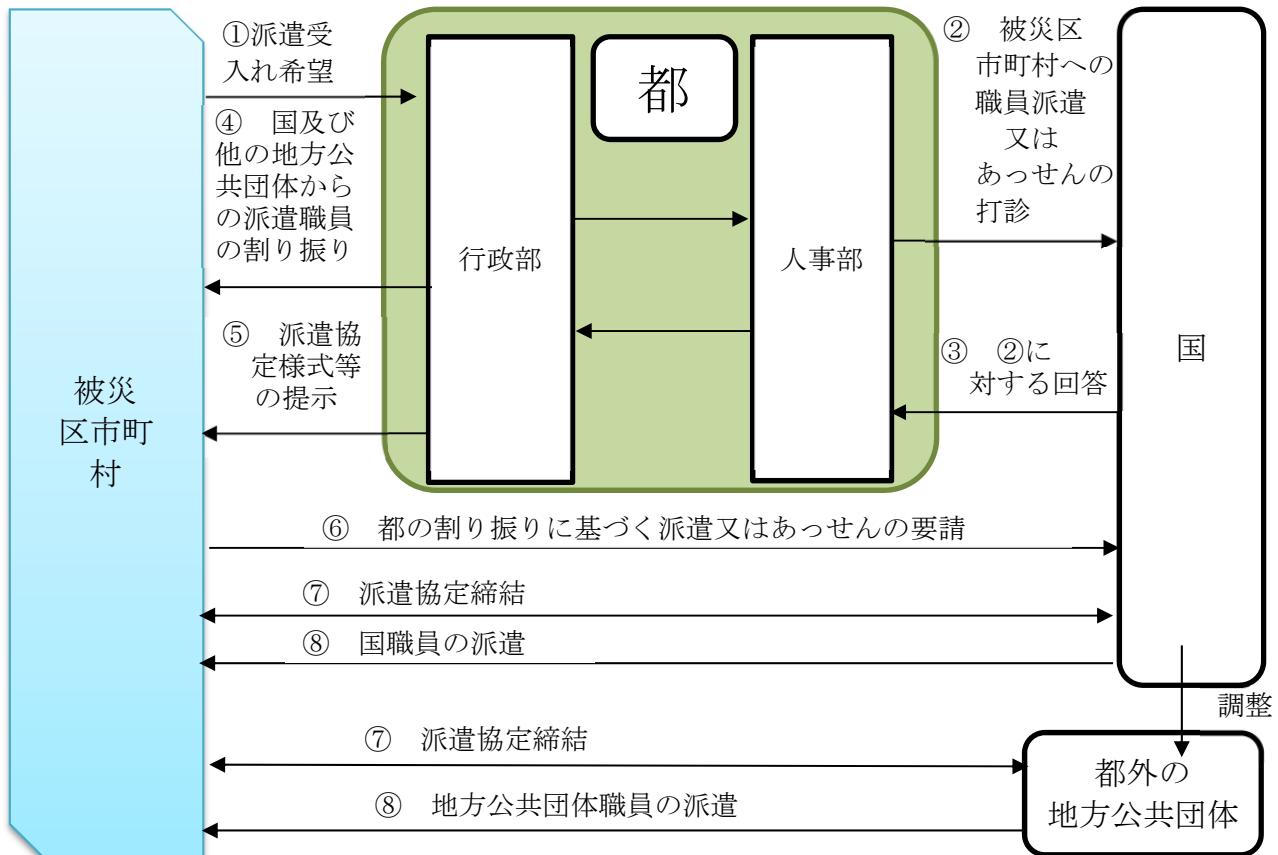 ①派遣受
入れ希望
都
② 被災区
市町村への
職員派遣
又は
あっせんの
打診
④ 国及び
他の地方公
共団体から
の派遣職員
の割り振り
行政部
人事部
国
⑤ 派遣協
定様式等
の提示
③ ②に
対する回答
被災
区市町
村
⑥ 都の割り振りに基づく派遣又はあっせんの要請
⑦ 派遣協定締結
⑧ 国職員の派遣
調整
⑦ 派遣協定締結
都外の
地方公共団体
⑧ 地方公共団体職員の派遣